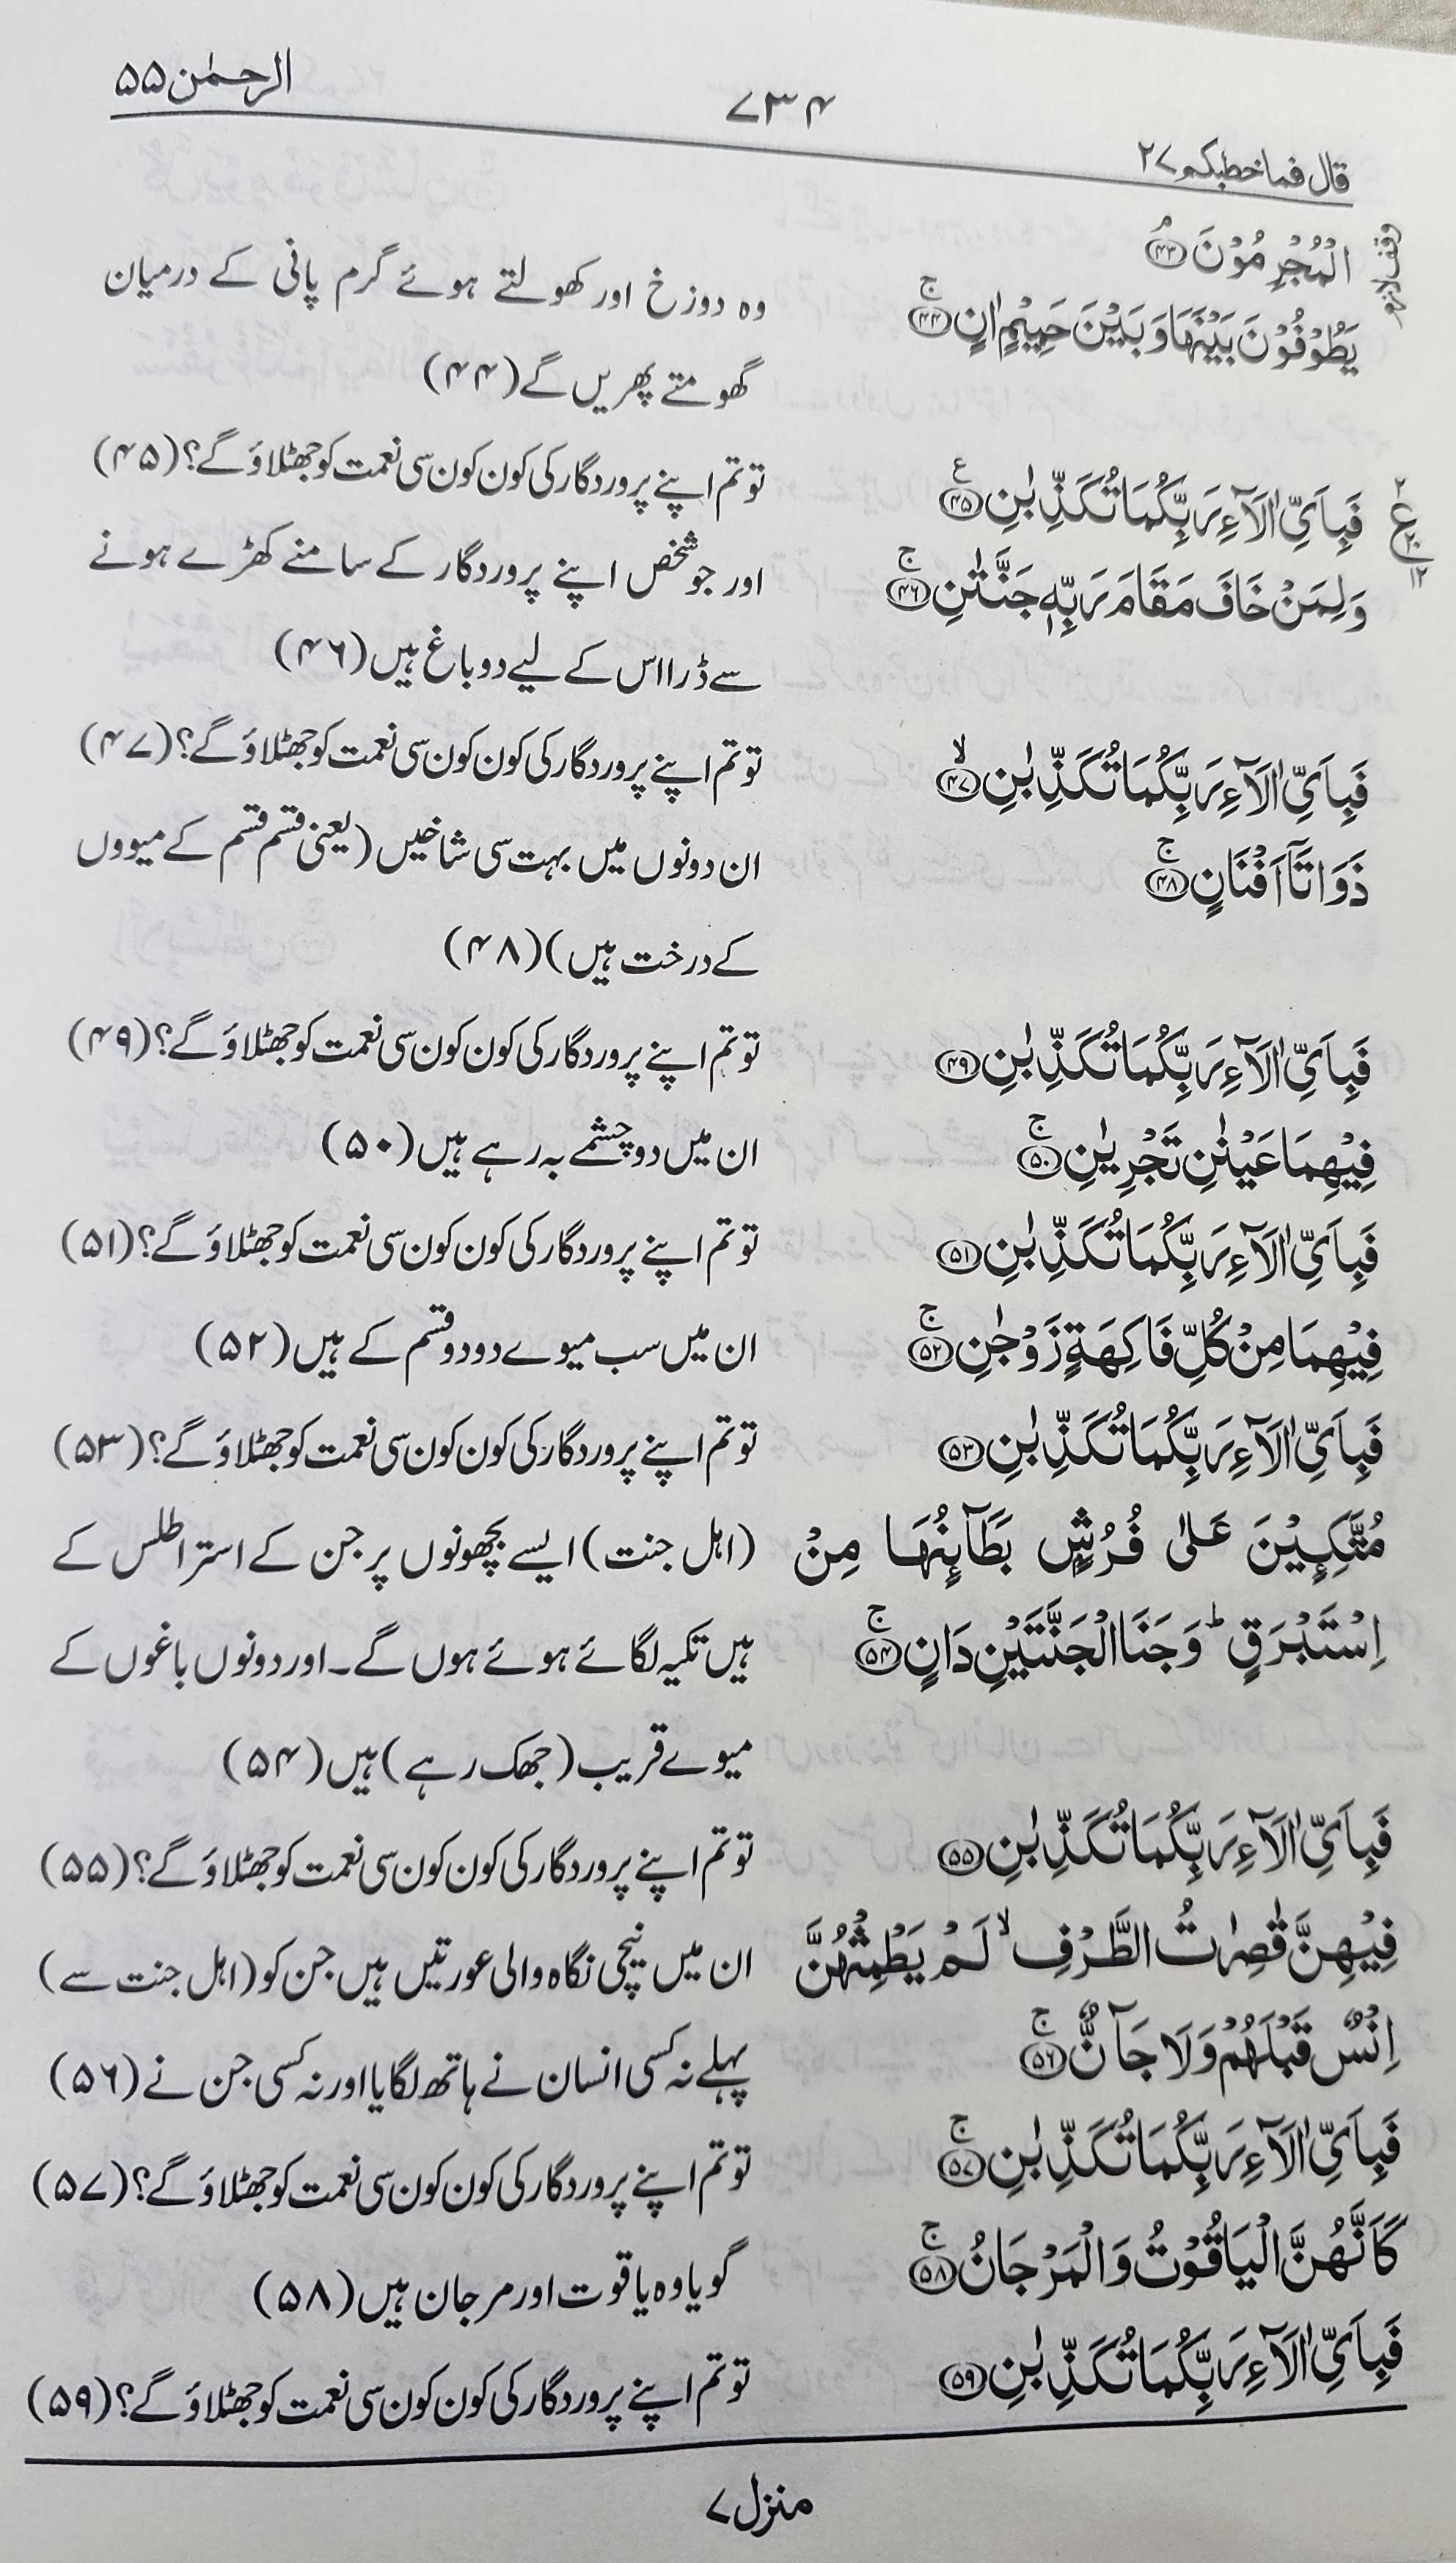 الرحمٰن ۵۵
۷۳۴
قال فماخطبکم ۲۷
الْمُجْرِمُوْنَ ۘ ﴿۴۳﴾
یَطُوْفُوْنَ بَیْنَهَا وَ بَیْنَ حَمِیْمٍ اٰنٍ ۚ ﴿۴۴﴾
وہ دوزخ اور کھولتے ہوئے گرم پانی کے درمیان
گھومتے پھریں گے (۴۴)
فَبِاَیِّ اٰلَآءِ رَبِّكُمَا تُكَذِّبٰنِ ﴿۴۵﴾ ع
تو تم اپنے پروردگار کی کون کون سی نعمت کو جھٹلاؤ گے؟ (۴۵)
وَلِمَنْ خَافَ مَقَامَ رَبِّهٖ جَنَّتٰنِ ۚ ﴿۴۶﴾
اور جو شخص اپنے پروردگار کے سامنے کھڑے ہونے
سے ڈرا اس کے لیے دو باغ ہیں (۴۶)
فَبِاَیِّ اٰلَآءِ رَبِّكُمَا تُكَذِّبٰنِ ۙ ﴿۴۷﴾
تو تم اپنے پروردگار کی کون کون سی نعمت کو جھٹلاؤ گے؟ (۴۷)
ذَوَاتَاۤ اَفْنَانٍ ۚ ﴿۴۸﴾
ان دونوں میں بہت سی شاخیں (یعنی قسم قسم کے میووں
کے درخت ہیں) (۴۸)
فَبِاَیِّ اٰلَآءِ رَبِّكُمَا تُكَذِّبٰنِ ﴿۴۹﴾
تو تم اپنے پروردگار کی کون کون سی نعمت کو جھٹلاؤ گے؟ (۴۹)
فِیْهِمَا عَیْنٰنِ تَجْرِیٰنِ ۚ ﴿۵۰﴾
ان میں دو چشمے بہ رہے ہیں (۵۰)
فَبِاَیِّ اٰلَآءِ رَبِّكُمَا تُكَذِّبٰنِ ﴿۵۱﴾
تو تم اپنے پروردگار کی کون کون سی نعمت کو جھٹلاؤ گے؟ (۵۱)
فِیْهِمَا مِنْ كُلِّ فَاكِهَةٍ زَوْجٰنِ ۚ ﴿۵۲﴾
ان میں سب میوے دو دو قسم کے ہیں (۵۲)
فَبِاَیِّ اٰلَآءِ رَبِّكُمَا تُكَذِّبٰنِ ﴿۵۳﴾
تو تم اپنے پروردگار کی کون کون سی نعمت کو جھٹلاؤ گے؟ (۵۳)
مُتَّكِـِٕیْنَ عَلٰی فُرُشٍۭ بَطَآىِٕنُهَا مِنْ
اِسْتَبْرَقٍ ؕ وَجَنَا الْجَنَّتَیْنِ دَانٍ ۚ ﴿۵۴﴾
(اہل جنت) ایسے بچھونوں پر جن کے استر اطلس کے
ہیں تکیہ لگائے ہوئے ہوں گے۔ اور دونوں باغوں کے
میوے قریب (جھک رہے) ہیں (۵۴)
فَبِاَیِّ اٰلَآءِ رَبِّكُمَا تُكَذِّبٰنِ ﴿۵۵﴾
تو تم اپنے پروردگار کی کون کون سی نعمت کو جھٹلاؤ گے؟ (۵۵)
فِیْهِنَّ قٰصِرٰتُ الطَّرْفِ ۙ لَمْ یَطْمِثْهُنَّ
اِنْسٌ قَبْلَهُمْ وَلَا جَآنٌّ ۚ ﴿۵۶﴾
ان میں نیچی نگاہ والی عورتیں ہیں جن کو (اہل جنت سے)
پہلے نہ کسی انسان نے ہاتھ لگایا اور نہ کسی جن نے (۵۶)
فَبِاَیِّ اٰلَآءِ رَبِّكُمَا تُكَذِّبٰنِ ۚ ﴿۵۷﴾
تو تم اپنے پروردگار کی کون کون سی نعمت کو جھٹلاؤ گے؟ (۵۷)
كَاَنَّهُنَّ الْیَاقُوْتُ وَالْمَرْجَانُ ۚ ﴿۵۸﴾
گویا وہ یاقوت اور مرجان ہیں (۵۸)
فَبِاَیِّ اٰلَآءِ رَبِّكُمَا تُكَذِّبٰنِ ﴿۵۹﴾
تو تم اپنے پروردگار کی کون کون سی نعمت کو جھٹلاؤ گے؟ (۵۹)
منزل ۷